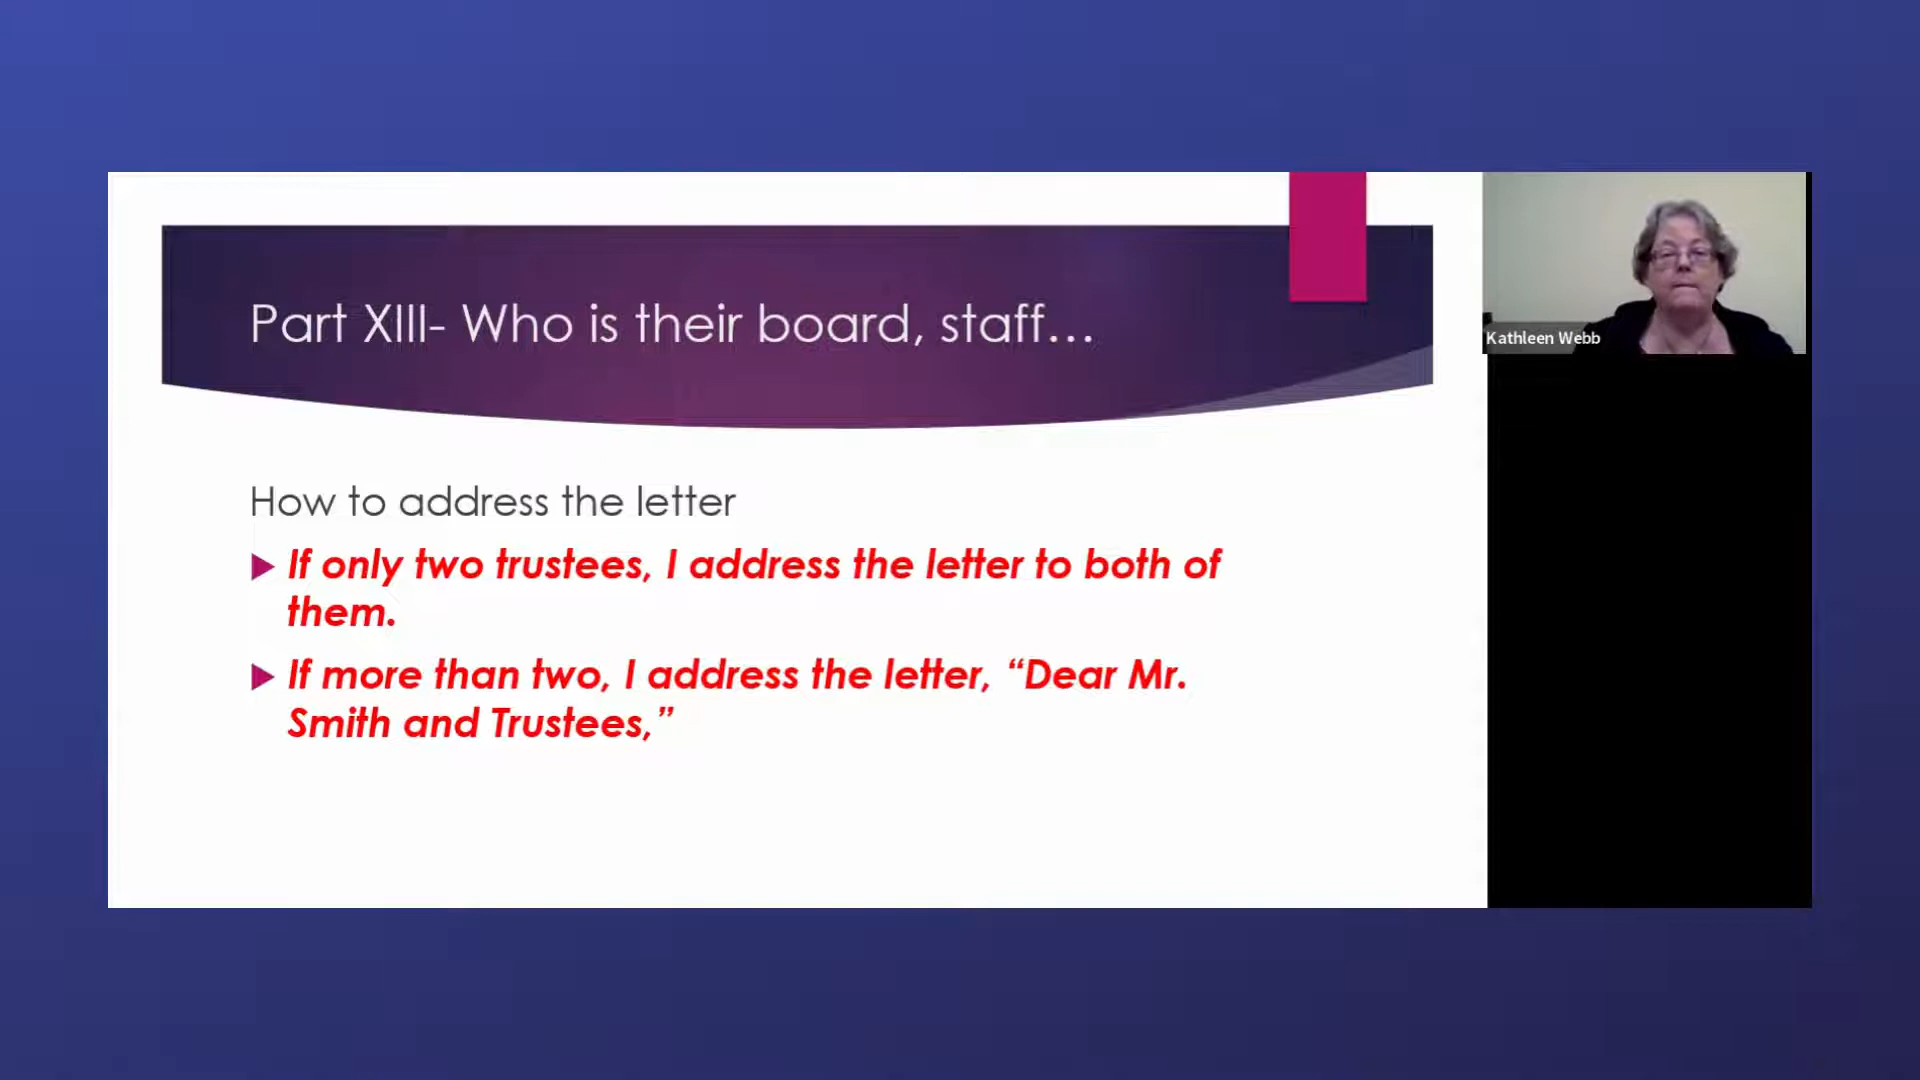 Part XIII- Who is their board, staff…
Kathleen Webb
How to address the letter
If only two trustees, I address the letter to both of
them.
If more than two, I address the letter, “Dear Mr.
Smith and Trustees,”